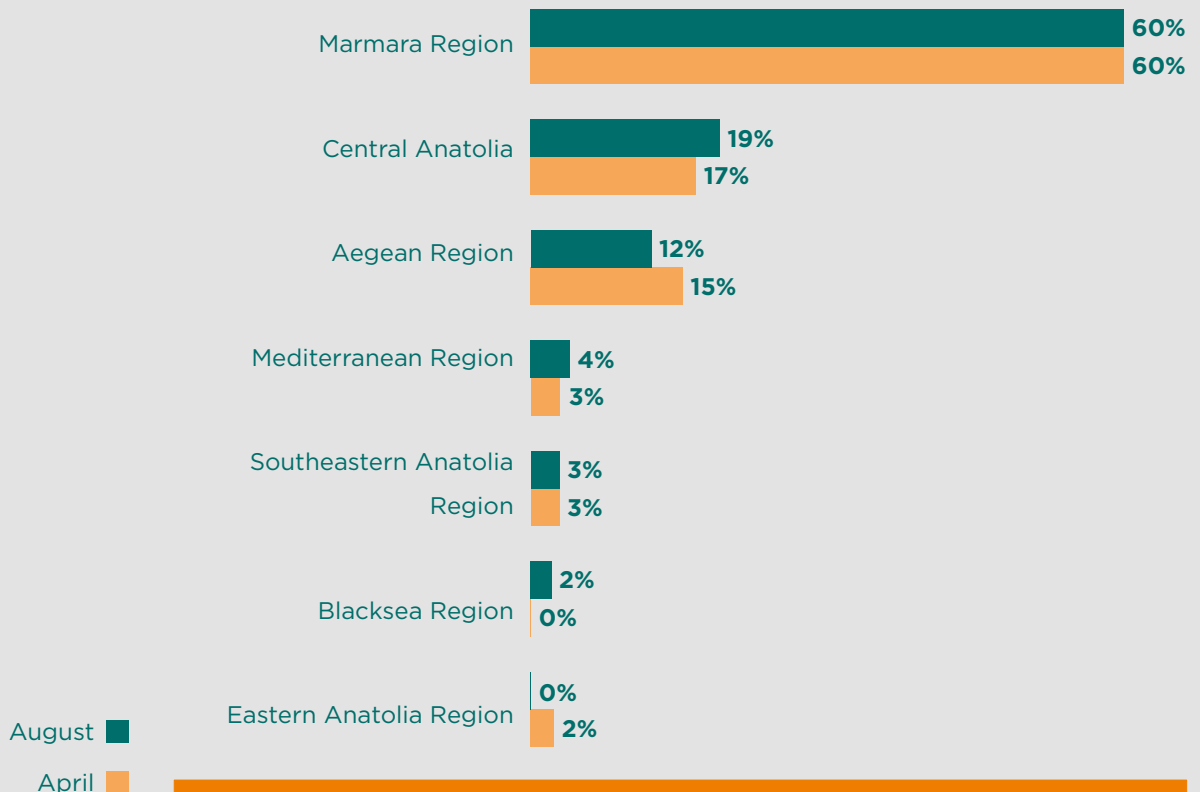 Marmara Region
60%
60%
Central Anatolia
19%
17%
Aegean Region
12%
15%
Mediterranean Region
4%
3%
Southeastern Anatolia
Region
3%
3%
Blacksea Region
2%
0%
Eastern Anatolia Region
0%
2%
August
April